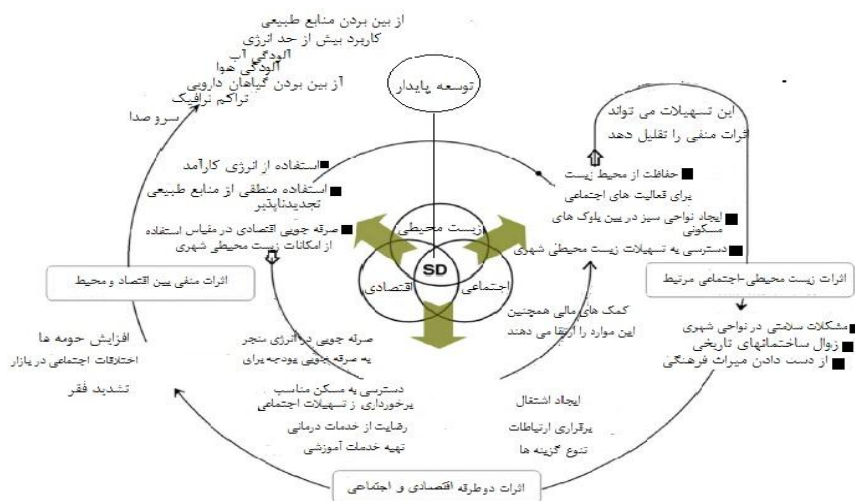 از بین بردن منابع طبیعی
کاربرد بیش از حد انرژی
آلودگی آب
آلودگی هوا
از بین بردن گیاهان دارویی
تراکم ترافیک
سرو صدا
توسعه پایدار
این تسهیلات می تواند
اثرات منفی را تقلیل دهد
استفاده از انرژی کارآمد
استفاده منطقی از منابع طبیعی
تجدیدناپذیر
صرفه جویی اقتصادی در مقیاس استفاده
از امکانات زیست محیطی شهری
حفاظت از محیط زیست
برای فعالیت های اجتماعی
ایجاد نواحی سبز در بین بلوک های
مسکونی
دسترسی به تسهیلات زیست محیطی شهری
زیست محیطی
SD
اقتصادی
اجتماعی
اثرات منفی بین اقتصاد و محیط
اثرات زیست محیطی-اجتماعی مرتبط
افزایش حومه ها
اختلافات اجتماعی در بازار
تشدید فقر
صرفه جویی در انرژی منجر
به صرفه جویی بودجه برای
دسترسی به مسکن مناسب
برخورداری از تسهیلات اجتماعی
رضایت از خدمات درمانی
تهیه خدمات آموزشی
کمک های مالی همچنین
این موارد را ارتقا می دهند
ایجاد اشتغال
برقراری ارتباطات
تنوع گزینه ها
مشکلات سلامتی در نواحی شهری
زوال ساختمانهای تاریخی
از دست دادن میراث فرهنگی
اثرات دوطرفه اقتصادی و اجتماعی